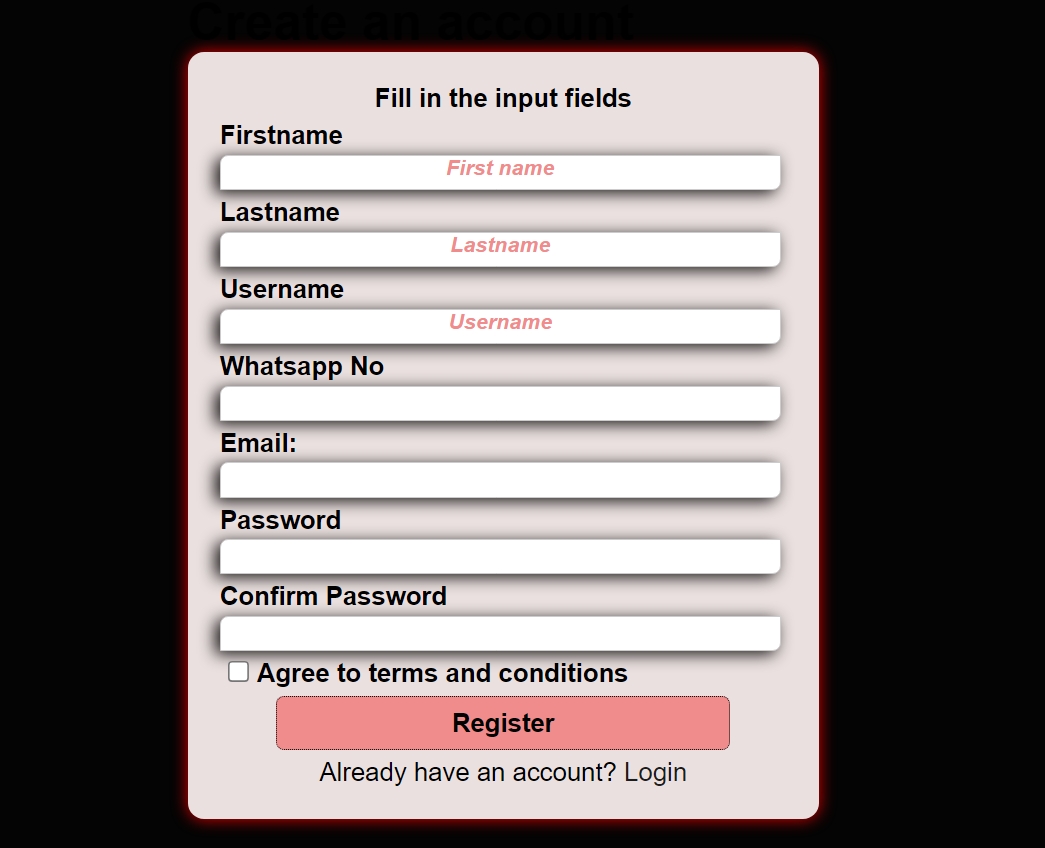 Create an account
Fill in the input fields
Firstname
First name
Lastname
Lastname
Username
Username
Whatsapp No
Email:
Password
Confirm Password
Agree to terms and conditions
Register
Already have an account? Login